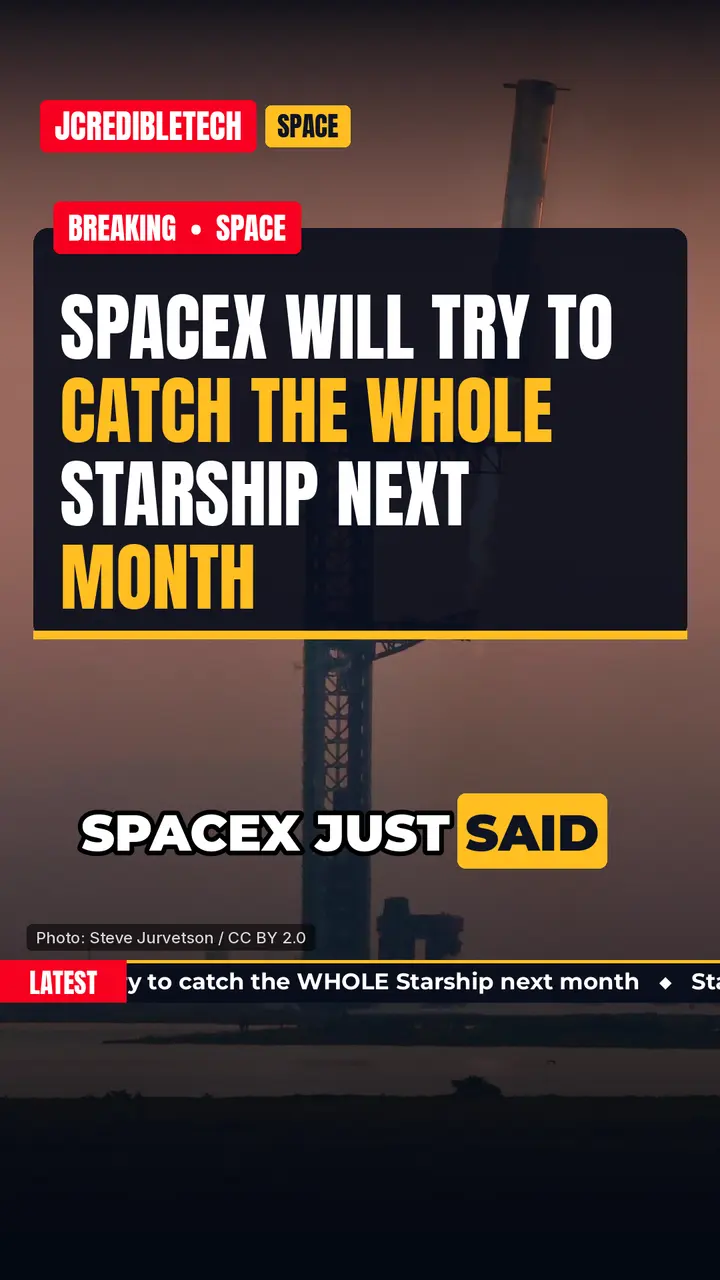 JCREDIBLETECH SPACE
BREAKING • SPACE
SPACEX WILL TRY TO
CATCH THE WHOLE
STARSHIP NEXT
MONTH
SPACEX JUST SAID
Photo: Steve Jurvetson / CC BY 2.0
LATEST y to catch the WHOLE Starship next month ◆ Sta